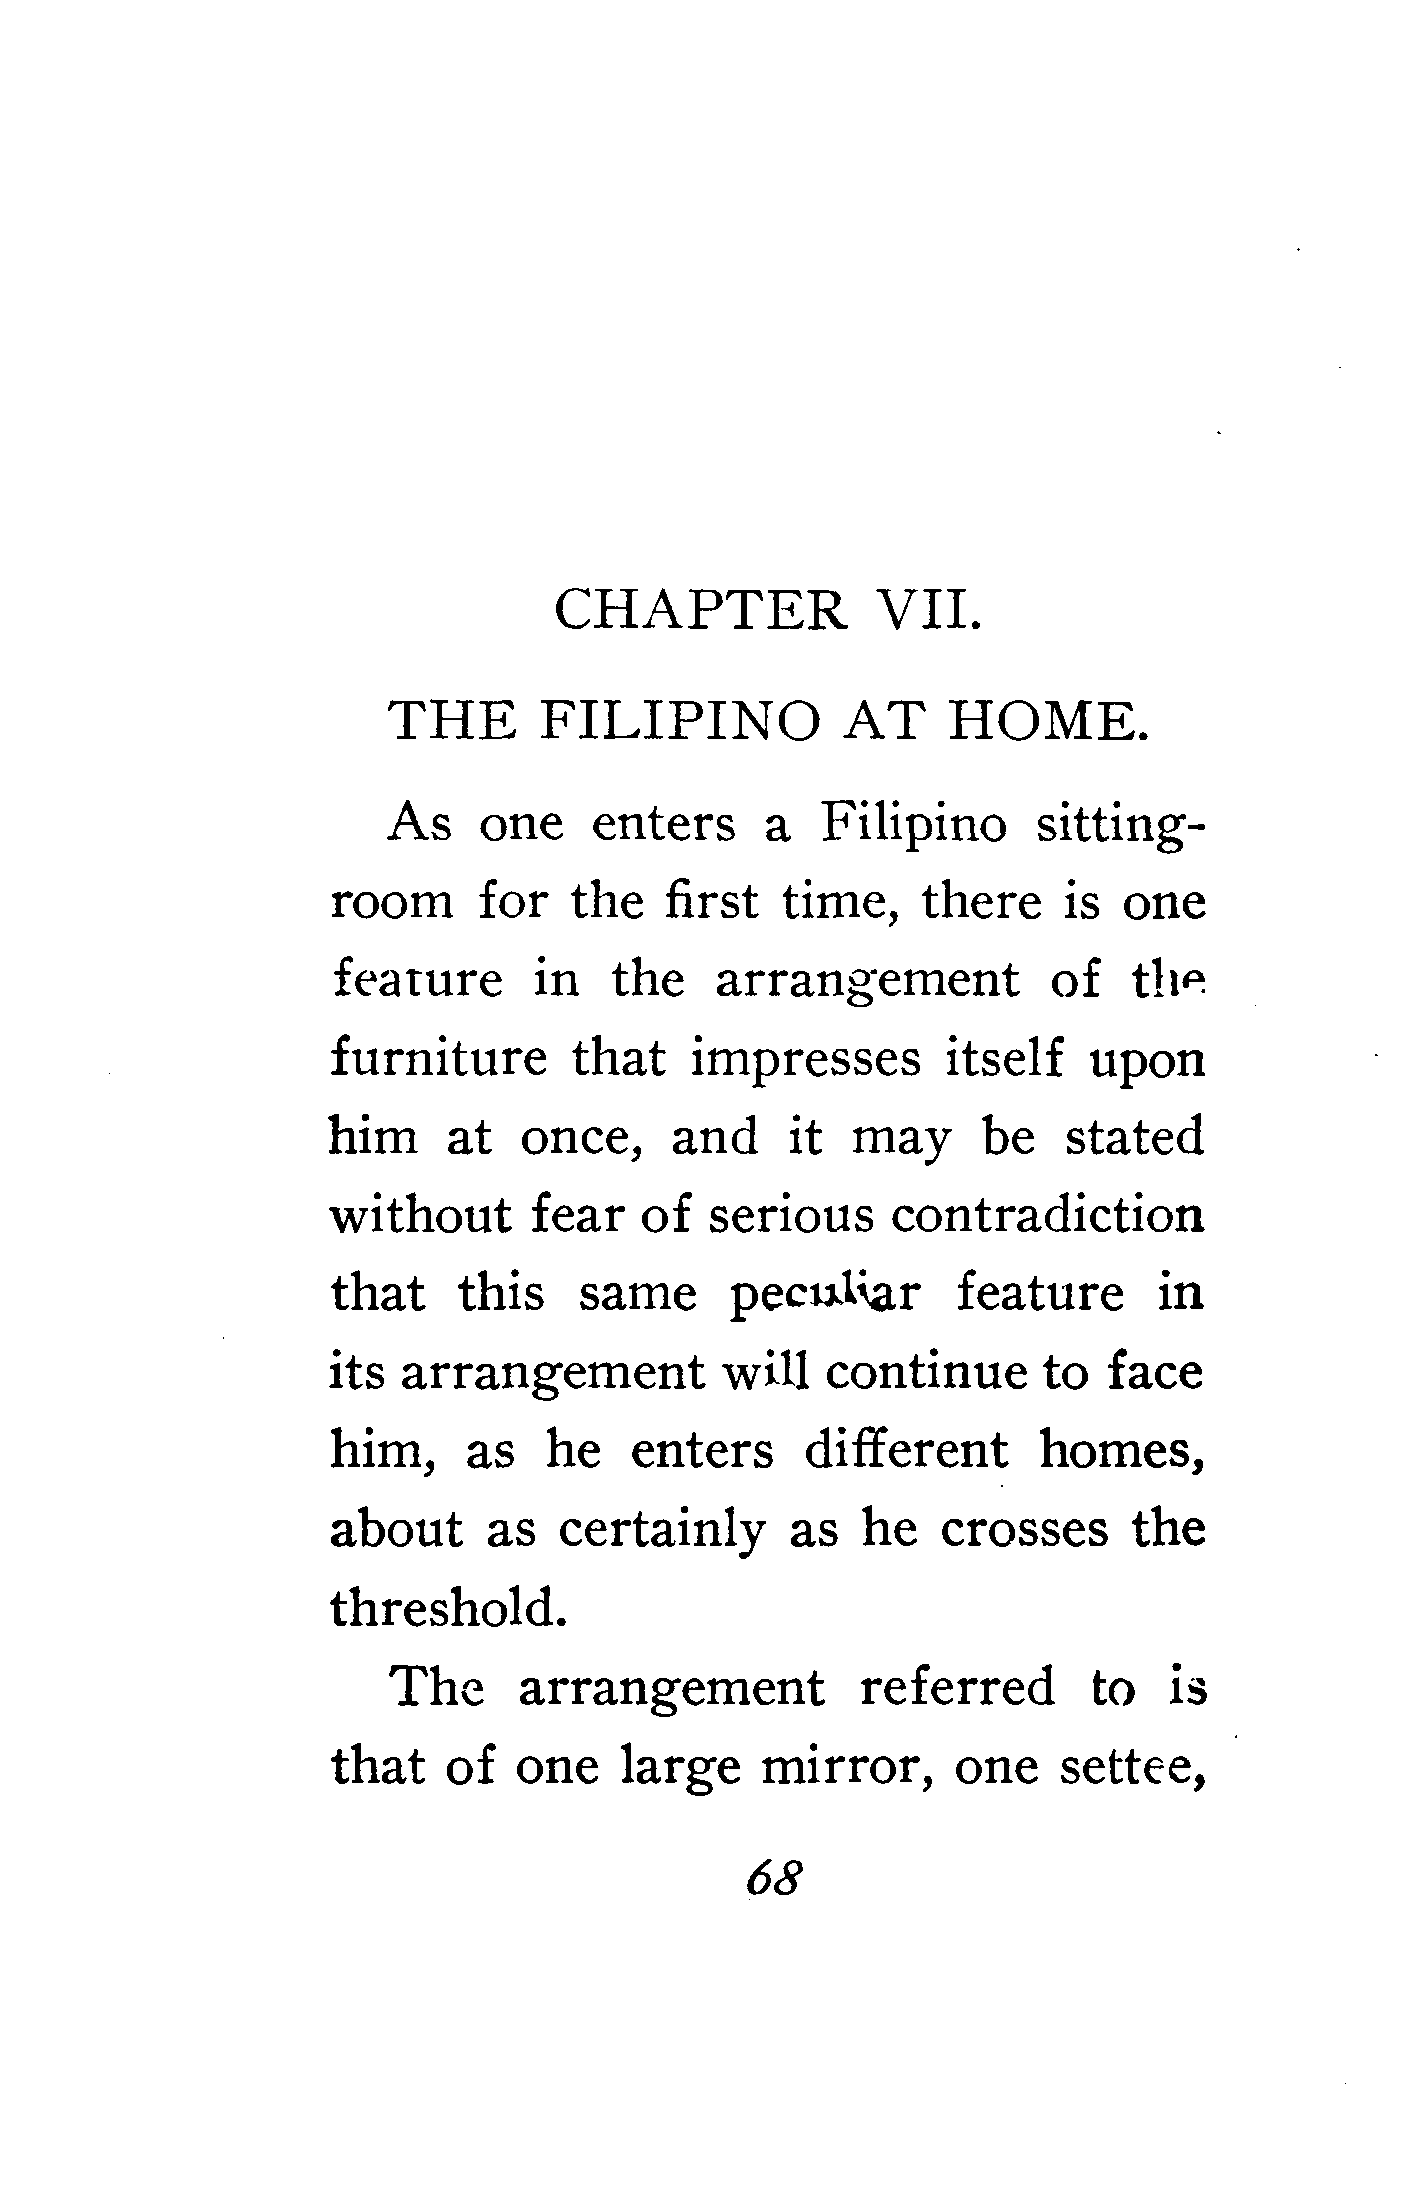 CHAPTER VII.
THE FILIPINO AT HOME.
As one enters a Filipino sitting-
room for the first time, there is one
feature in the arrangement of the
furniture that impresses itself upon
him at once, and it may be stated
without fear of serious contradiction
that this same peculiar feature in
its arrangement will continue to face
him, as he enters different homes,
about as certainly as he crosses the
threshold.
The arrangement referred to is
that of one large mirror, one settee,
68